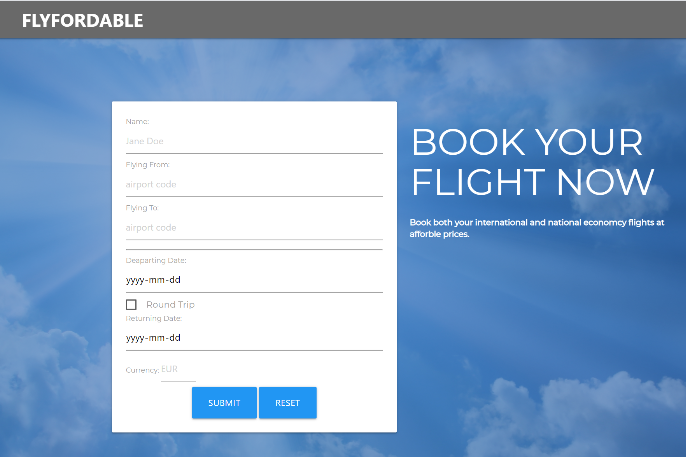 FLYFORDABLE
Name:
Jane Doe
Flying From:
airport code
Flying To:
airport code
Deaparting Date:
yyyy-mm-dd
Round Trip
Returning Date:
yyyy-mm-dd
Currency: EUR
SUBMIT RESET
BOOK YOUR
FLIGHT NOW
Book both your international and national economcy flights at
afforble prices.